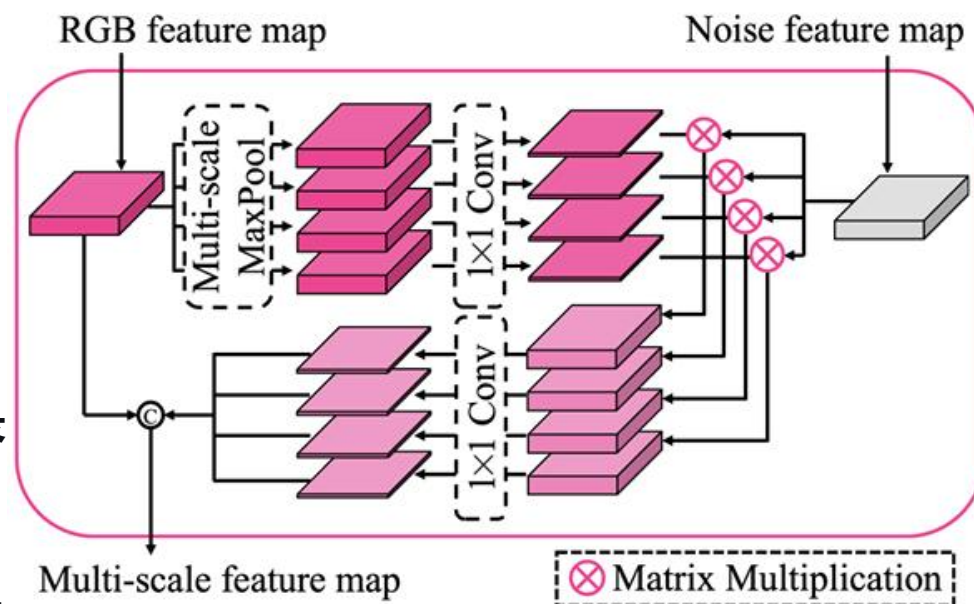 RGB feature map
Noise feature map
Multi-scale
MaxPool
1×1 Conv
1×1 Conv
C
Multi-scale feature map
Matrix Multiplication